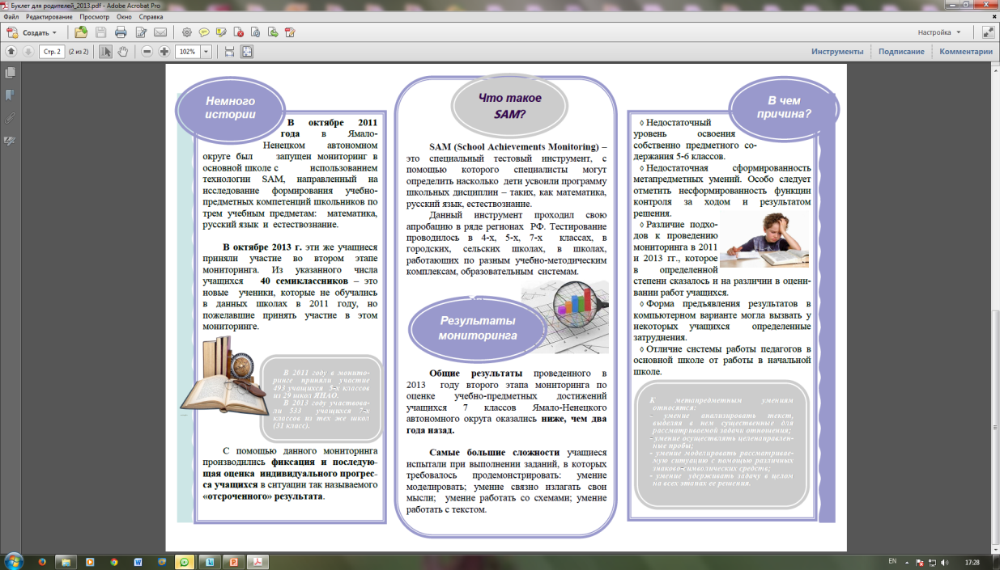 Буклет для родителей_2013.pdf - Adobe Acrobat Pro
Файл Редактирование Просмотр Окно Справка
Создать
Настройка
Стр. 2 (2 из 2)
102%
Инструменты Подписание Комментарии
Немного
истории
В октябре 2011
года в Ямало-
Ненецком автономном
округе был запушен мониторинг в
основной школе с использованием
технологии SAM, направленный на
исследование формирования учебно-
предметных компетенций школьников по
трем учебным предметам: математика,
русский язык и естествознание.
В октябре 2013 г. эти же учащиеся
приняли участие во втором этапе
мониторинга. Из указанного числа
учащихся 40 семиклассников – это
новые ученики, которые не обучались
в данных школах в 2011 году, но
пожелавшие принять участие в этом
мониторинге.
В 2011 году в монито-
ринге приняли участие
493 учащихся 5-х классов
из 29 школ ЯНАО.
В 2013 году участвова-
ли 533 учащихся 7-х
классов из тех же школ
(31 класс).
С помощью данного мониторинга
производились фиксация и последую-
щая оценка индивидуального прогрес-
са учащихся в ситуации так называемого
«отсроченного» результата.
Что такое
SAM?
SAM (School Achievements Monitoring) –
это специальный тестовый инструмент, с
помощью которого специалисты могут
определить насколько дети усвоили программу
школьных дисциплин – таких, как математика,
русский язык, естествознание.
Данный инструмент проходил свою
апробацию в ряде регионах РФ. Тестирование
проводилось в 4-х, 5-х, 7-х классах, в
городских, сельских школах, в школах,
работающих по разным учебно-методическим
комплексам, образовательным системам.
Результаты
мониторинга
Общие результаты проведенного в
2013 году второго этапа мониторинга по
оценке учебно-предметных достижений
учащихся 7 классов Ямало-Ненецкого
автономного округа оказались ниже, чем два
года назад.
Самые большие сложности учащиеся
испытали при выполнении заданий, в которых
требовалось продемонстрировать: умение
моделировать; умение связно излагать свои
мысли; умение работать со схемами; умение
работать с текстом.
В чем
причина?
◊ Недостаточный
уровень освоения
собственно предметного со-
держания 5-6 классов.
◊ Недостаточная сформированность
метапредметных умений. Особо следует
отметить несформированность функции
контроля за ходом и результатом
решения.
◊ Различие подхо-
дов к проведению
мониторинга в 2011
и 2013 гг., которое
в определенной
степени сказалось и на различии в оцени-
вании работ учащихся.
◊ Форма предъявления результатов в
компьютерном варианте могла вызвать у
некоторых учащихся определенные
затруднения.
◊ Отличие системы работы педагогов в
основной школе от работы в начальной
школе.
К метапредметным умениям
относятся:
- умение анализировать текст,
выделяя в нем существенные для
рассматриваемой задачи отношения;
- умение осуществлять целенаправлен-
ные пробы;
- умение моделировать рассматривае-
мую ситуацию с помощью различных
знаково-символических средств;
- умение удерживать задачу в целом
на всех этапах ее решения.
EN
17:28